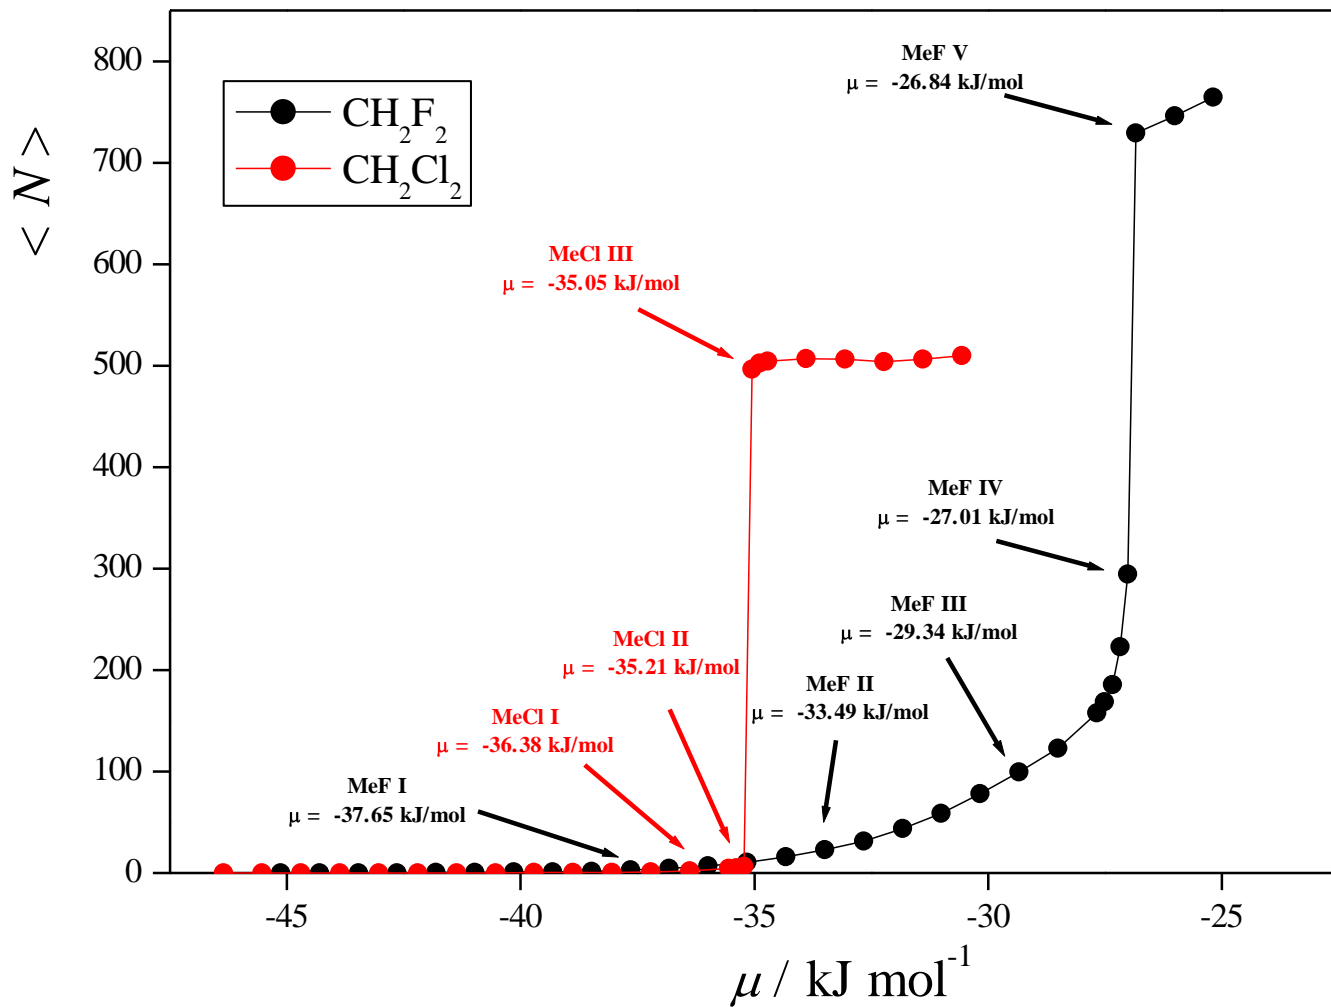 < N >
800
700
600
500
400
300
200
100
0
CH₂F₂
CH₂Cl₂
MeF V
μ = -26.84 kJ/mol
MeCl III
μ = -35.05 kJ/mol
MeF IV
μ = -27.01 kJ/mol
MeF III
μ = -29.34 kJ/mol
MeCl II
μ = -35.21 kJ/mol
MeF II
μ = -33.49 kJ/mol
MeCl I
μ = -36.38 kJ/mol
MeF I
μ = -37.65 kJ/mol
-45 -40 -35 -30 -25
μ / kJ mol⁻¹